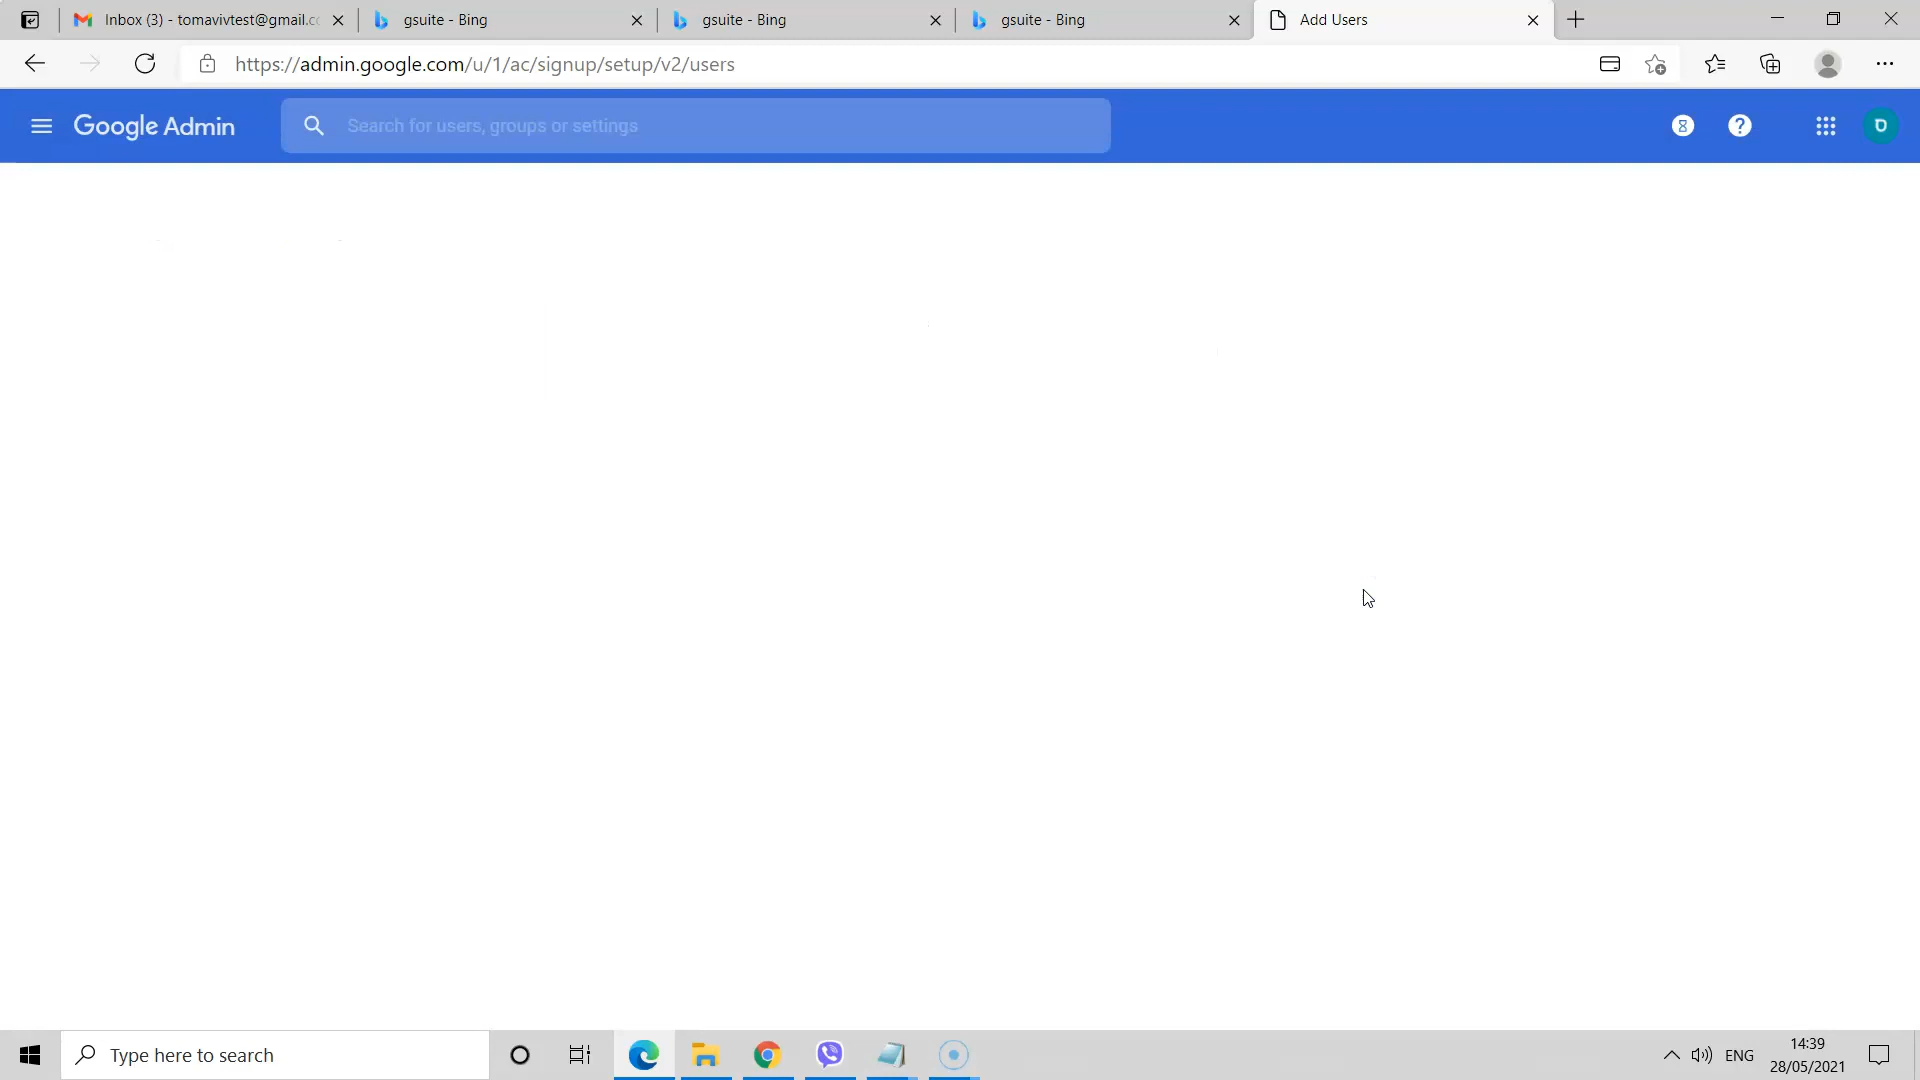 Inbox (3) - tomavivtest@gmail.c
gsuite - Bing
gsuite - Bing
gsuite - Bing
Add Users
https://admin.google.com/u/1/ac/signup/setup/v2/users
Google Admin
Search for users, groups or settings
Type here to search
ENG
14:39
28/05/2021